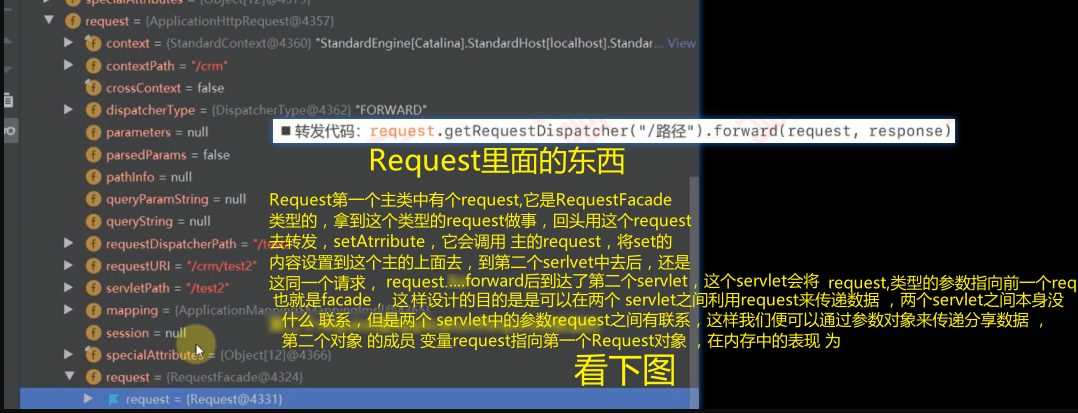 specialAttributes = {Object[12]@4375}
request = {ApplicationHttpRequest@4357}
context = {StandardContext@4360} "StandardEngine[Catalina].StandardHost[localhost].Standar... View
contextPath = "/crm"
crossContext = false
dispatcherType = {DispatcherType@4362} "FORWARD"
parameters = null
■ 转发代码：request.getRequestDispatcher("/路径").forward(request, response)
parsedParams = false
Request里面的东西
pathInfo = null
queryParamString = null
queryString = null
requestDispatcherPath = "/test
requestURI = "/crm/test2"
servletPath = "/test2"
mapping = {ApplicationMapping
session = null
specialAttributes = {Object[12]@4366}
request = {RequestFacade@4324}
request = {Request@4331}
Request第一个主类中有个request,它是RequestFacade
类型的，拿到这个类型的request做事，回头用这个request
去转发，setAtrribute，它会调用 主的request，将set的
内容设置到这个主的上面去，到第二个serlvet中去后，还是
这同一个请求， request.....forward后到达了第二个servlet，这个servlet会将 request,类型的参数指向前一个req
也就是facade ， 这样设计的目的是是可以在两个 servlet之间利用request来传递数据 ，两个servlet之间本身没
什么 联系，但是两个 servlet中的参数request之间有联系，这样我们便可以通过参数对象来传递分享数据 ，
第二个对象 的成员 变量request指向第一个Request对象 ，在内存中的表现 为
看下图